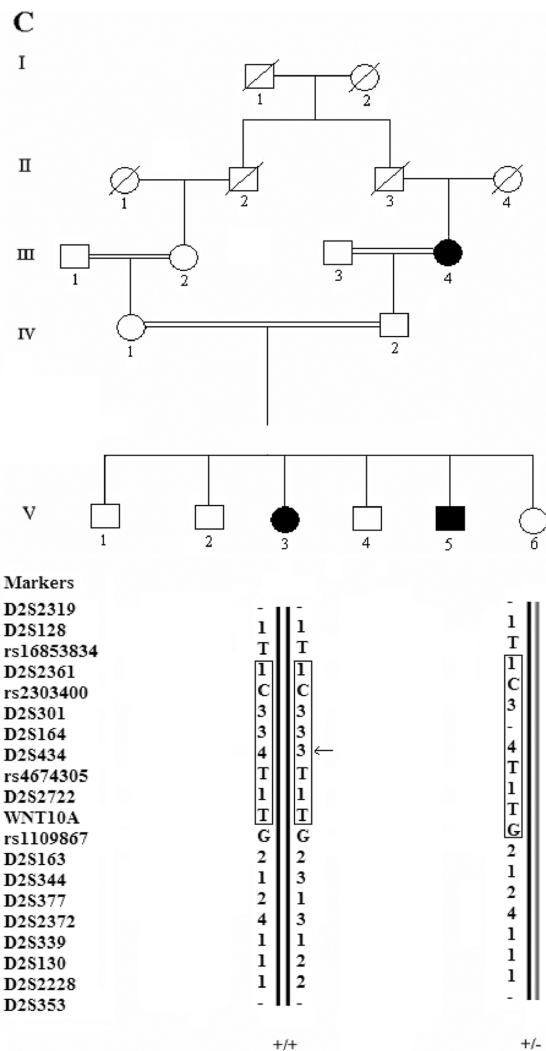 C
I
1 2
II
1 2 3 4
III
1 2 3 4
IV
1 2
V
1 2 3 4 5 6
Markers
D2S2319 - - -
D2S128 1 1 1
rs16853834 T T T
D2S2361 1 1 1
rs2303400 C C C
D2S301 3 3 3
D2S164 3 3 -
D2S434 4 3 ← 4
rs4674305 T T T
D2S2722 1 1 1
WNT10A T T T
rs1109867 G G G
D2S163 2 2 2
D2S344 1 3 1
D2S377 2 1 2
D2S2372 4 3 4
D2S339 1 1 1
D2S130 1 2 1
D2S2228 1 2 1
D2S353 - - -
+/+ +/-